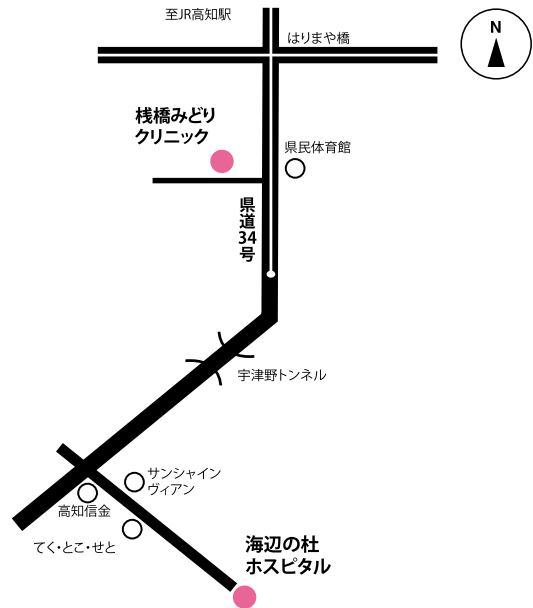 至JR高知駅
はりまや橋
N
桟橋みどり
クリニック
県民体育館
県道34号
宇津野トンネル
サンシャイン
ヴィアン
高知信金
てく・とこ・せと
海辺の杜
ホスピタル